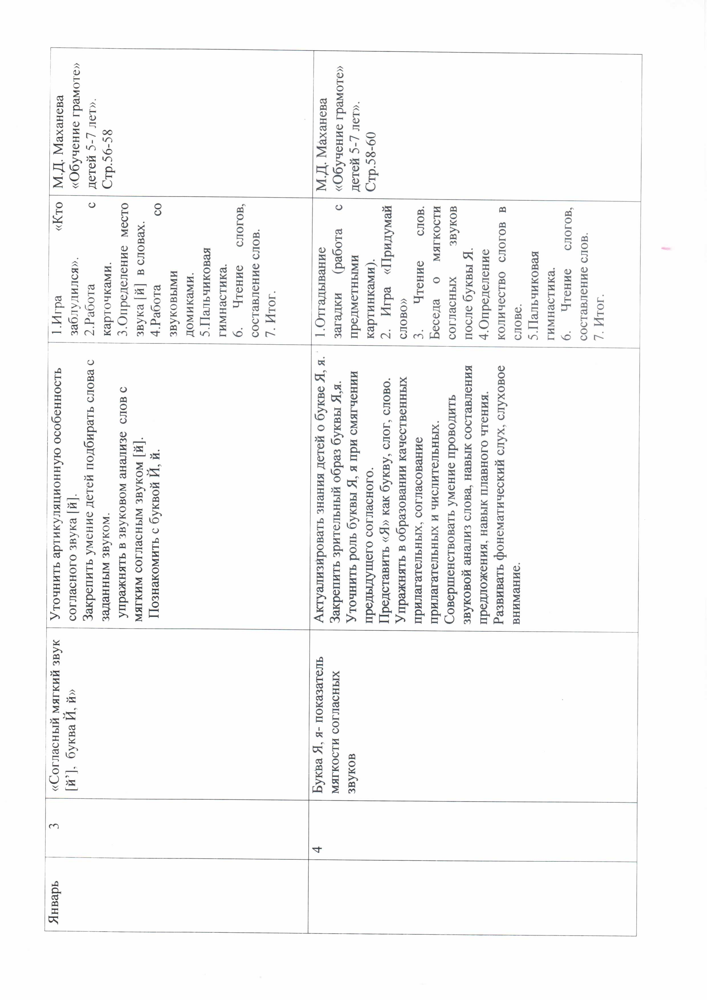 Январь
3
«Согласный мягкий звук
[й’], буква Й, й»
Уточнить артикуляционную особенность
согласного звука [й].
Закрепить умение детей подбирать слова с
заданным звуком.
упражнять в звуковом анализе слов с
мягким согласным звуком [й].
Познакомить с буквой Й, й.
1.Игра «Кто
заблудился».
2.Работа с
карточками.
3.Определение место
звука [й] в словах.
4.Работа со
звуковыми
домиками.
5.Пальчиковая
гимнастика.
6. Чтение слогов,
составление слов.
7. Итог.
М.Д. Маханева
«Обучение грамоте»
детей 5-7 лет».
Стр.56-58
4
Буква Я, я- показатель
мягкости согласных
звуков
Актуализировать знания детей о букве Я, я.
Закрепить зрительный образ буквы Я,я.
Уточнить роль буквы Я, я при смягчении
предыдущего согласного.
Представить «Я» как букву, слог, слово.
Упражнять в образовании качественных
прилагательных, согласование
прилагательных и числительных.
Совершенствовать умение проводить
звуковой анализ слова, навык составления
предложения, навык плавного чтения.
Развивать фонематический слух, слуховое
внимание.
1.Отгадывание
загадки (работа с
предметными
картинками).
2. Игра «Придумай
слово»
3. Чтение слов.
Беседа о мягкости
согласных звуков
после буквы Я.
4.Определение
количество слогов в
слове.
5.Пальчиковая
гимнастика.
6. Чтение слогов,
составление слов.
7. Итог.
М.Д. Маханева
«Обучение грамоте»
детей 5-7 лет».
Стр.58-60